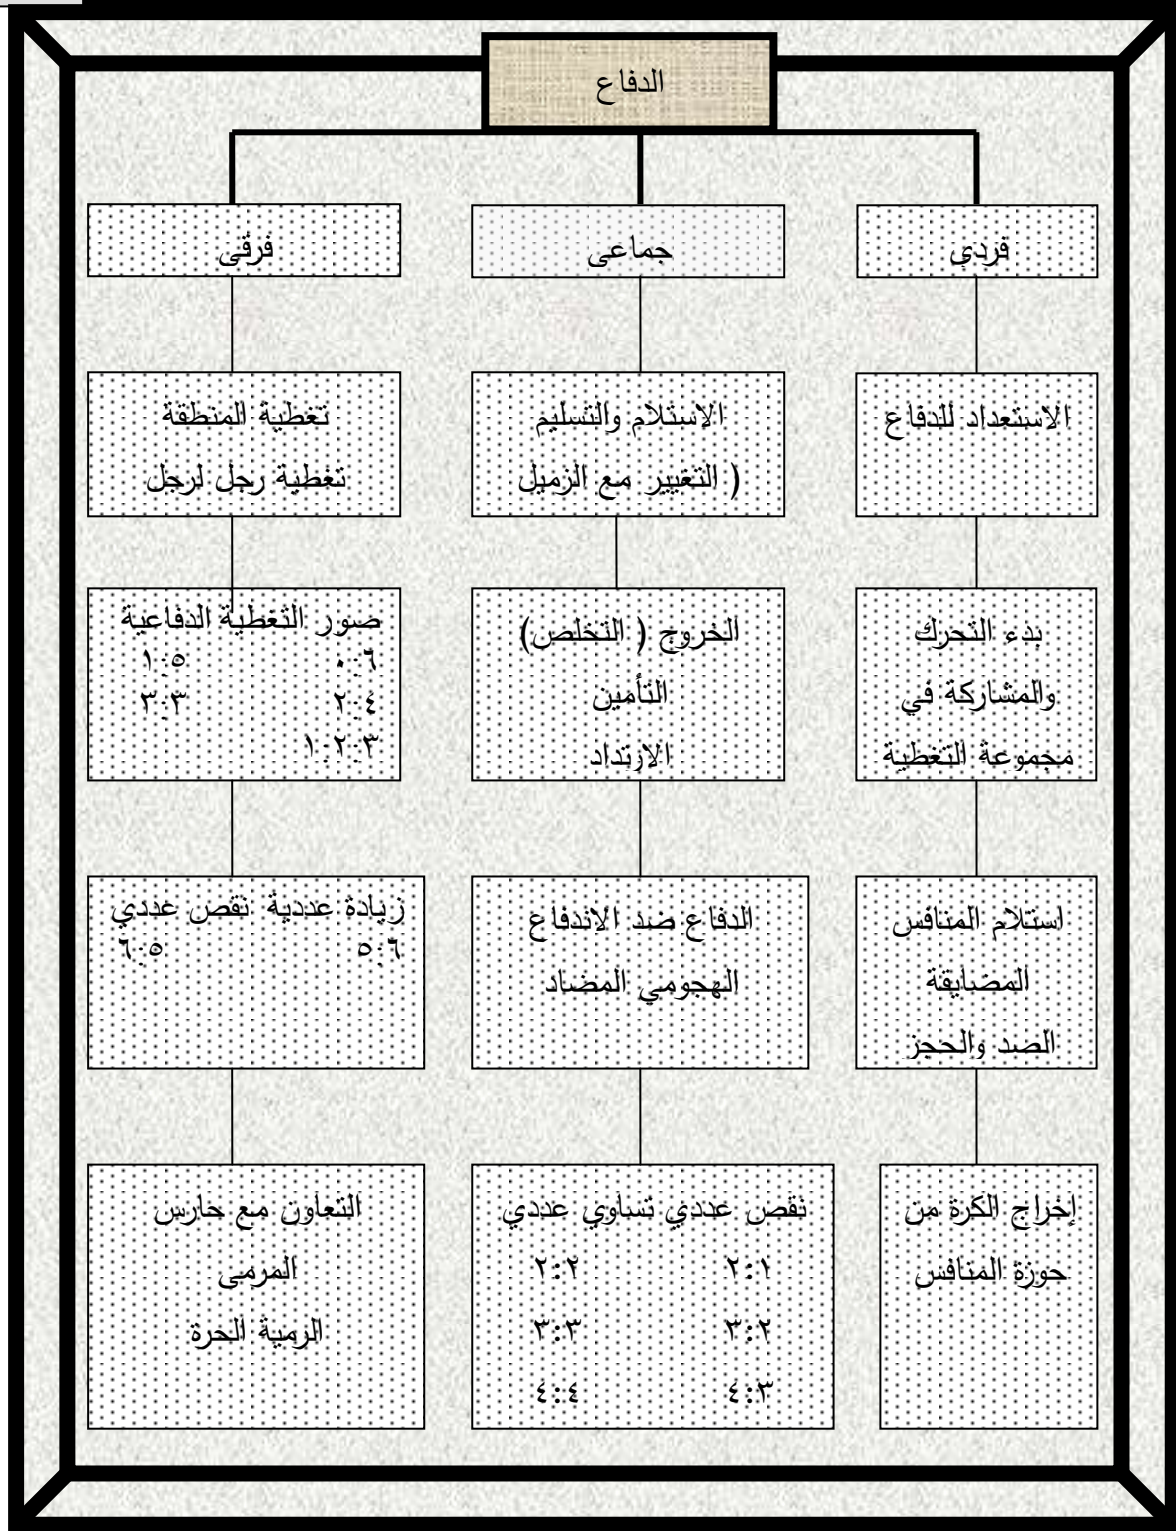 الدفاع
فردي
جماعى
فرقى
الاستعداد للدفاع
الاستلام والتسليم
( التغيير مع الزميل
تغطية المنطقة
تغطية رجل لرجل
بدء التحرك
والمشاركة في
مجموعة التغطية
الخروج ( التخلص)
التأمين
الارتداد
صور التغطية الدفاعية
٠:٦ ١:٥
٢:٤ ٣:٣
١:٢:٣
استلام المنافس
المضايقة
الصد والحجز
الدفاع ضد الاندفاع
الهجومي المضاد
زيادة عددية نقص عددي
٥:٦ ٦:٥
إخراج الكرة من
حوزة المنافس
نقص عددي تساوي عددي
٢:١ ٢:٢
٣:٢ ٣:٣
٤:٣ ٤:٤
التعاون مع حارس
المرمى
الرمية الحرة